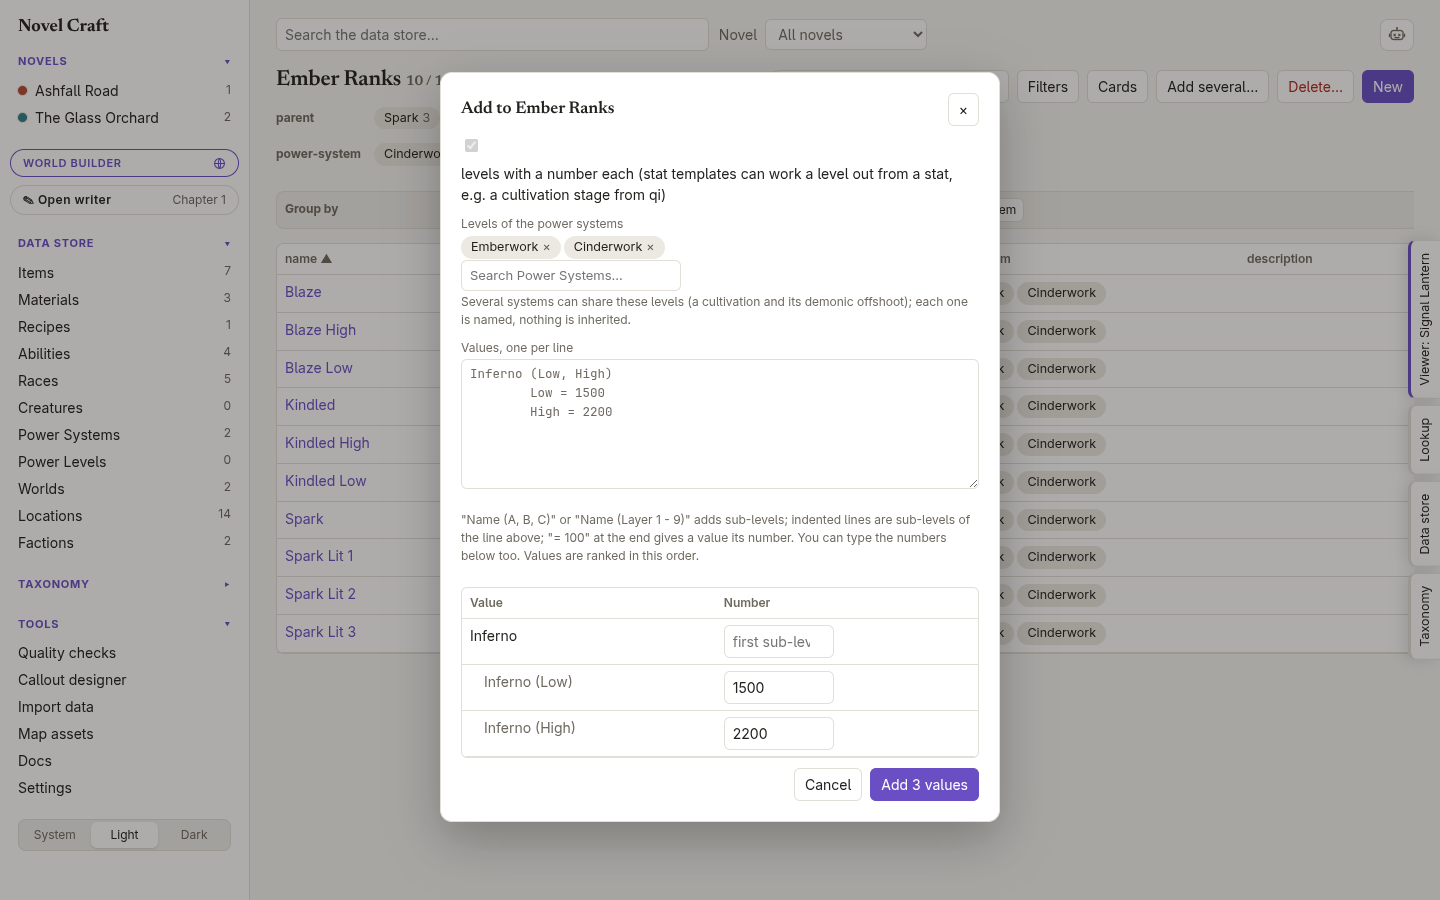 Novel Craft
NOVELS
Ashfall Road 1
The Glass Orchard 2
WORLD BUILDER
✎ Open writer Chapter 1
DATA STORE
Items 7
Materials 3
Recipes 1
Abilities 4
Races 5
Creatures 0
Power Systems 2
Power Levels 0
Worlds 2
Locations 14
Factions 2
TAXONOMY
TOOLS
Quality checks
Callout designer
Import data
Map assets
Docs
Settings
System Light Dark
Search the data store...
Novel All novels
Ember Ranks 10 / 1
Filters Cards Add several... Delete... New
parent Spark 3
power-system Cinderwo
Group by
em
name ▲ m description
Blaze k Cinderwork
Blaze High k Cinderwork
Blaze Low k Cinderwork
Kindled k Cinderwork
Kindled High k Cinderwork
Kindled Low k Cinderwork
Spark k Cinderwork
Spark Lit 1 k Cinderwork
Spark Lit 2 k Cinderwork
Spark Lit 3 k Cinderwork
Add to Ember Ranks ×
levels with a number each (stat templates can work a level out from a stat,
e.g. a cultivation stage from qi)
Levels of the power systems
Emberwork × Cinderwork ×
Search Power Systems...
Several systems can share these levels (a cultivation and its demonic offshoot); each one
is named, nothing is inherited.
Values, one per line
Inferno (Low, High)
Low = 1500
High = 2200
"Name (A, B, C)" or "Name (Layer 1 - 9)" adds sub-levels; indented lines are sub-levels of
the line above; "= 100" at the end gives a value its number. You can type the numbers
below too. Values are ranked in this order.
Value Number
Inferno first sub-lev
Inferno (Low) 1500
Inferno (High) 2200
Cancel Add 3 values
Viewer: Signal Lantern
Lookup
Data store
Taxonomy